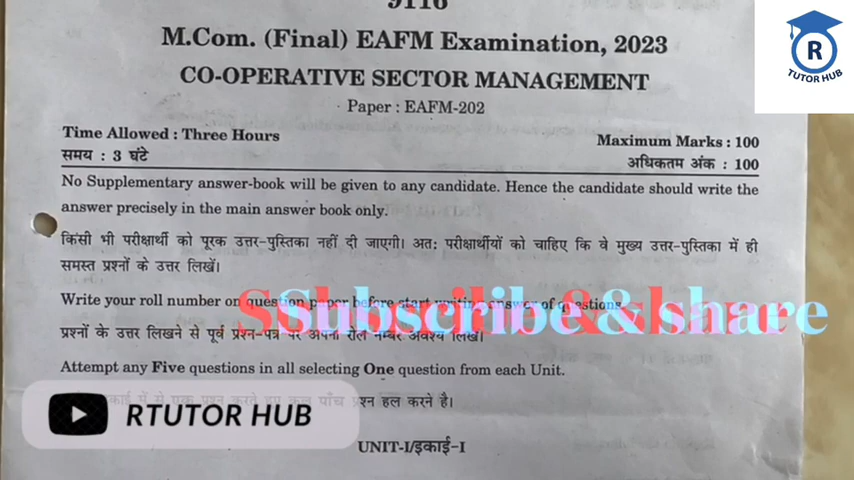 9116
M.Com. (Final) EAFM Examination, 2023
CO-OPERATIVE SECTOR MANAGEMENT
Paper : EAFM-202
Time Allowed : Three Hours
Maximum Marks : 100
समय : 3 घंटे
अधिकतम अंक : 100
No Supplementary answer-book will be given to any candidate. Hence the candidate should write the
answer precisely in the main answer book only.
किसी भी परीक्षार्थी को पूरक उत्तर-पुस्तिका नहीं दी जाएगी। अतः परीक्षार्थीयों को चाहिए कि वे मुख्य उत्तर-पुस्तिका में ही
समस्त प्रश्नों के उत्तर लिखें।
Write your roll number on question paper before start writing answer of questions.
Subscribe & share
प्रश्नों के उत्तर लिखने से पूर्व प्रश्न-पत्र पर अपना रोल नम्बर अवश्य लिखें।
Attempt any Five questions in all selecting One question from each Unit.
प्रश्न हल करने है।
RTUTOR HUB
UNIT-I/इकाई-I
R
TUTOR HUB